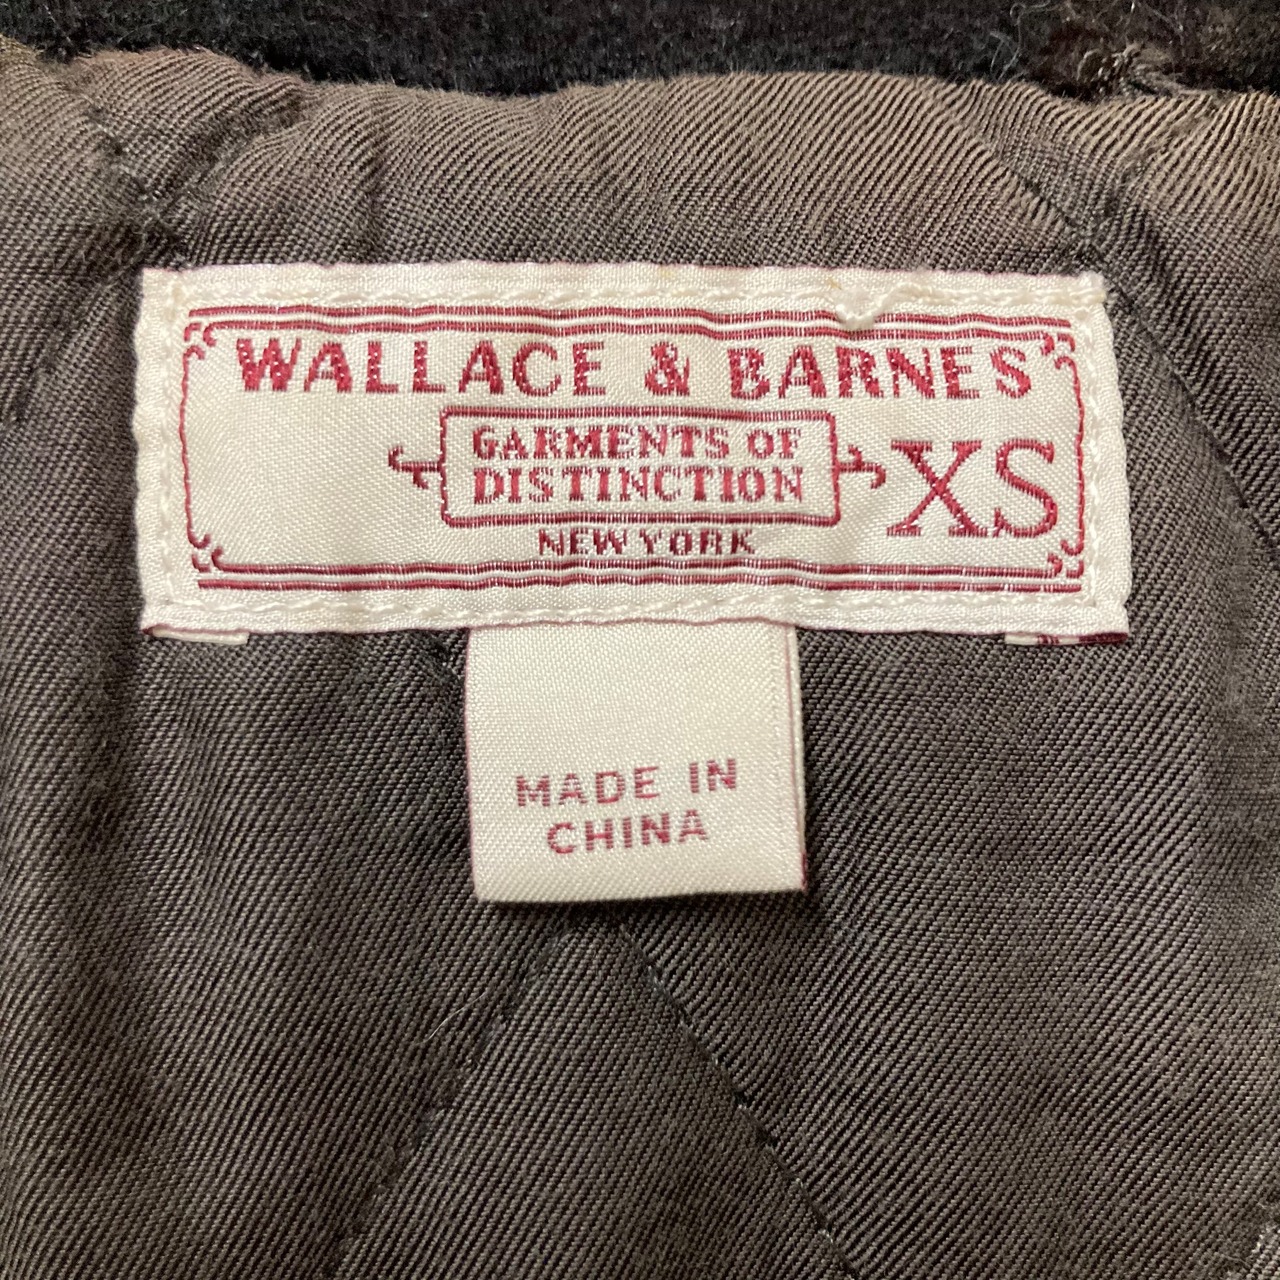 WALLACE & BARNES
GARMENTS OF
DISTINCTION
NEW YORK
XS
MADE IN
CHINA